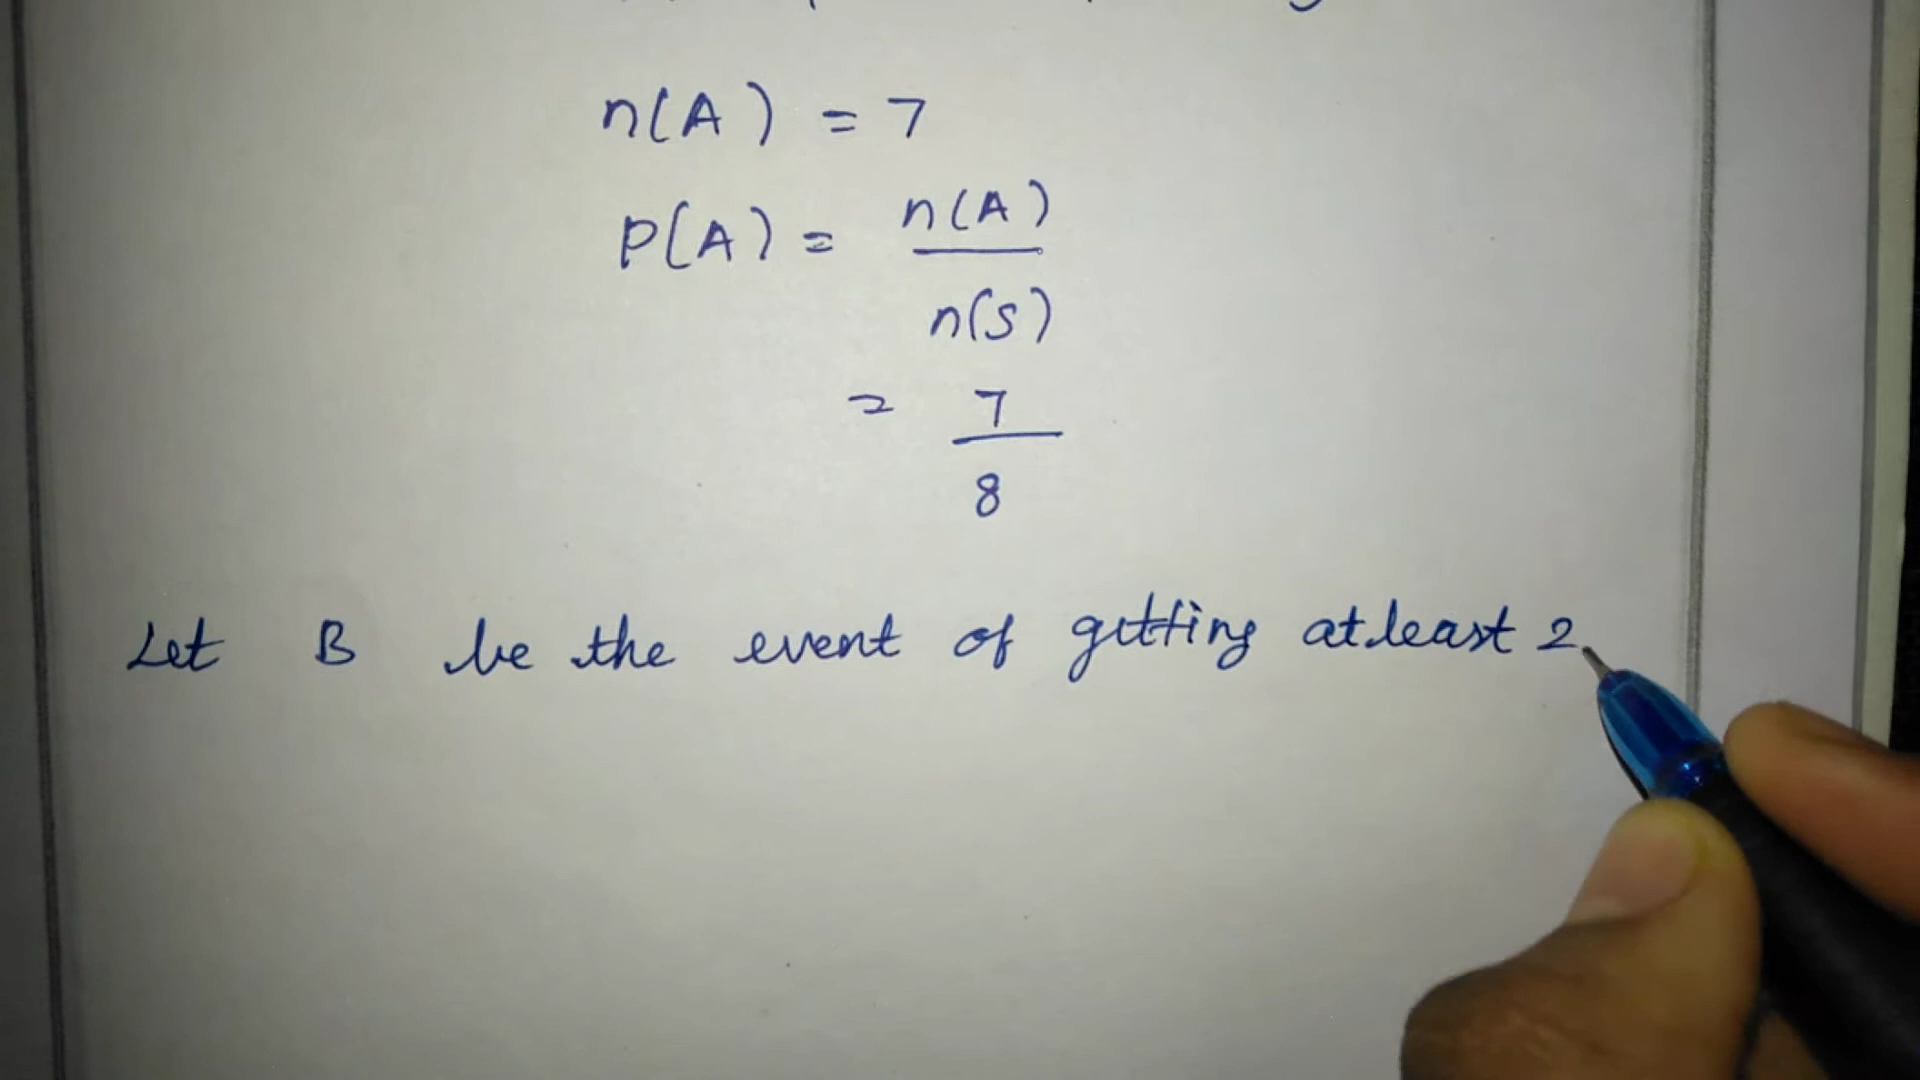 n(A) = 7
P(A) = n(A)
n(S)
= 7
8
Let B be the event of getting atleast 2